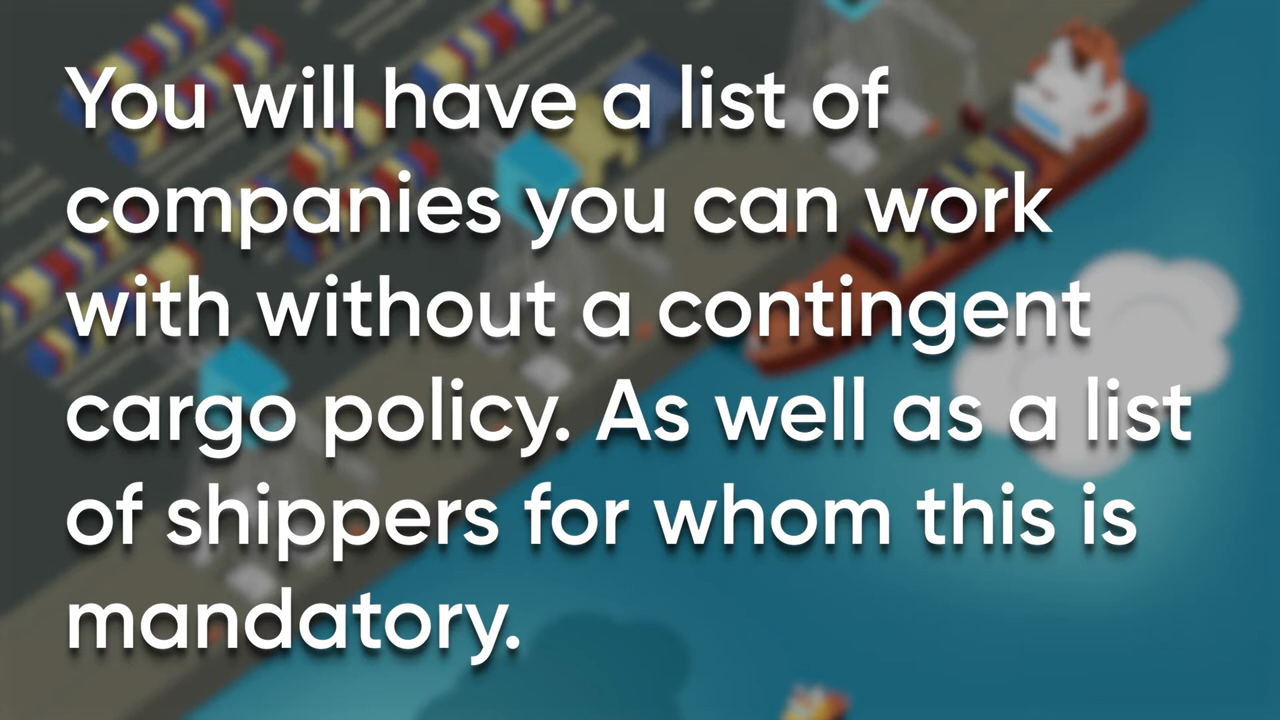 You will have a list of
companies you can work
with without a contingent
cargo policy. As well as a list
of shippers for whom this is
mandatory.